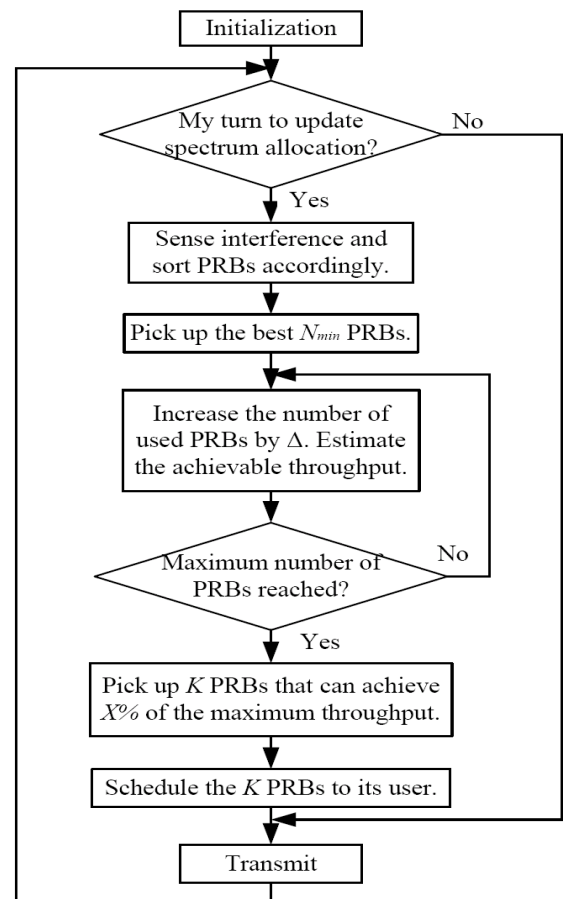 Initialization
My turn to update
spectrum allocation?
No
Yes
Sense interference and
sort PRBs accordingly.
Pick up the best Nmin PRBs.
Increase the number of
used PRBs by Δ. Estimate
the achievable throughput.
Maximum number of
PRBs reached?
No
Yes
Pick up K PRBs that can achieve
X% of the maximum throughput.
Schedule the K PRBs to its user.
Transmit